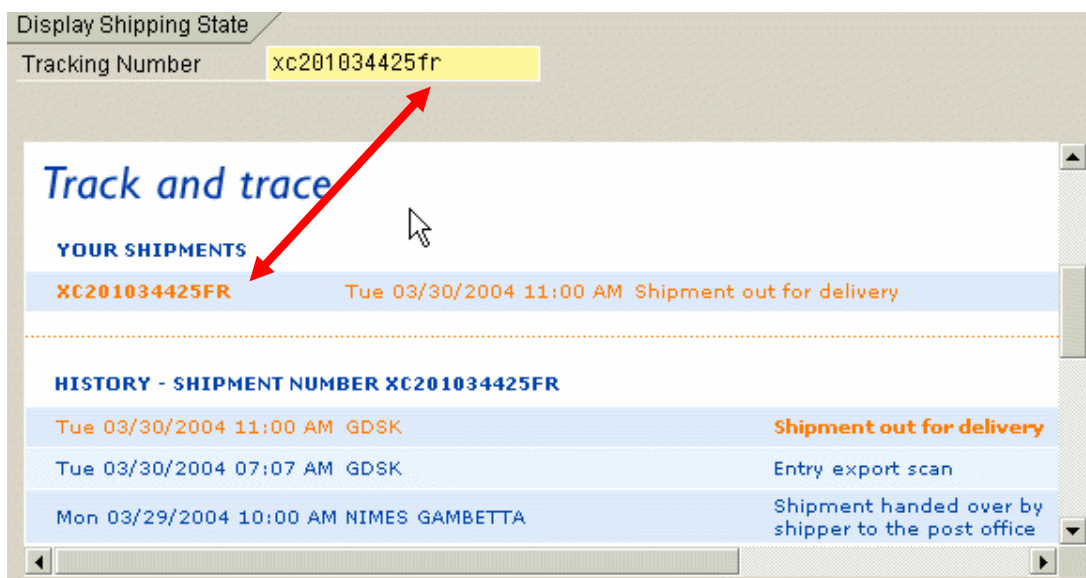 Display Shipping State
Tracking Number xc201034425fr
Track and trace
YOUR SHIPMENTS
XC201034425FR Tue 03/30/2004 11:00 AM Shipment out for delivery
HISTORY - SHIPMENT NUMBER XC201034425FR
Tue 03/30/2004 11:00 AM GDSK Shipment out for delivery
Tue 03/30/2004 07:07 AM GDSK Entry export scan
Mon 03/29/2004 10:00 AM NIMES GAMBETTA Shipment handed over by
shipper to the post office